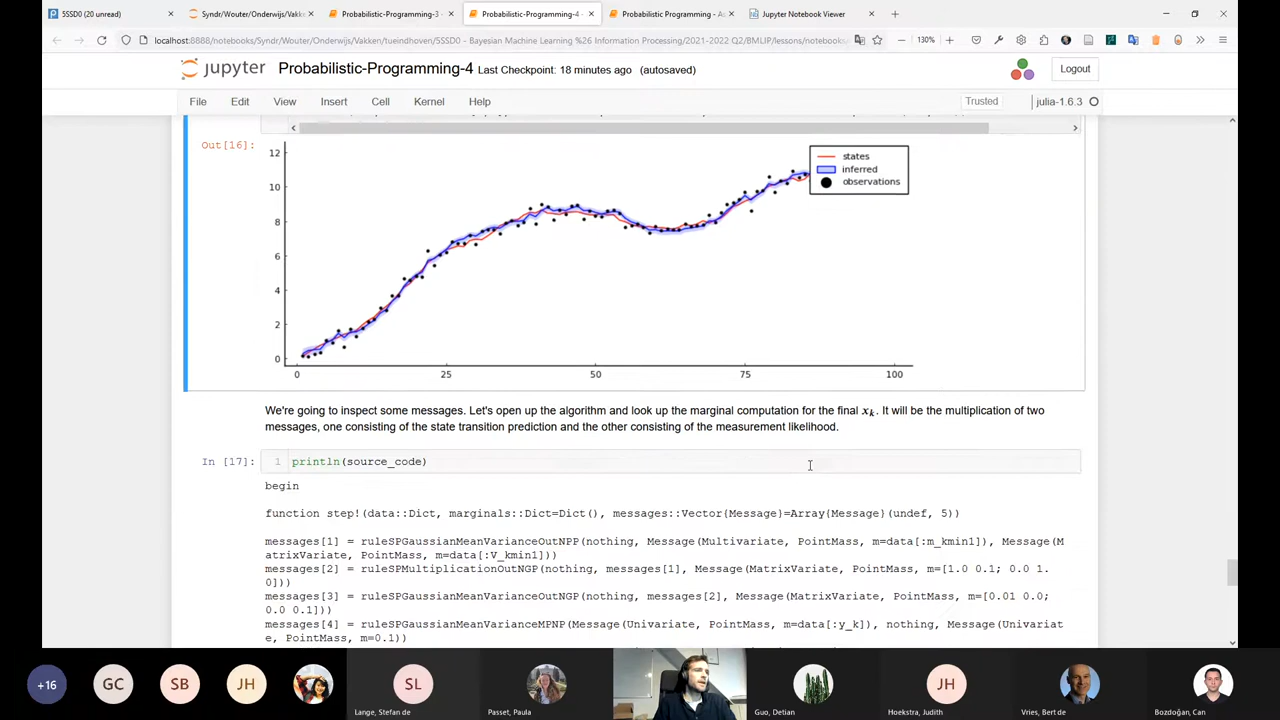 5SSD0 (20 unread)
Syndr/Wouter/Onderwijs/Vakke
Probabilistic-Programming-3 -
Probabilistic-Programming-4 -
Probabilistic Programming - As
Jupyter Notebook Viewer
localhost:8888/notebooks/Syndr/Wouter/Onderwijs/Vakken/tueindhoven/5SSD0 - Bayesian Machine Learning %26 Information Processing/2021-2022 Q2/BMLIP/lessons/notebooks
130%
jupyter Probabilistic-Programming-4 Last Checkpoint: 18 minutes ago (autosaved)
Logout
File Edit View Insert Cell Kernel Help
Trusted
julia-1.6.3
Out[16]:
12
10
8
6
4
2
0
0 25 50 75 100
states
inferred
observations
We're going to inspect some messages. Let's open up the algorithm and look up the marginal computation for the final xk. It will be the multiplication of two
messages, one consisting of the state transition prediction and the other consisting of the measurement likelihood.
In [17]: 1 println(source_code)
begin
function step!(data::Dict, marginals::Dict=Dict(), messages::Vector{Message}=Array{Message}(undef, 5))
messages[1] = ruleSPGaussianMeanVarianceOutNPP(nothing, Message(Multivariate, PointMass, m=data[:m_kmin1]), Message(M
atrixVariate, PointMass, m=data[:V_kmin1]))
messages[2] = ruleSPMultiplicationOutNGP(nothing, messages[1], Message(MatrixVariate, PointMass, m=[1.0 0.1; 0.0 1.
0]))
messages[3] = ruleSPGaussianMeanVarianceOutNGP(nothing, messages[2], Message(MatrixVariate, PointMass, m=[0.01 0.0;
0.0 0.1]))
messages[4] = ruleSPGaussianMeanVarianceMPNP(Message(Univariate, PointMass, m=data[:y_k]), nothing, Message(Univariat
e, PointMass, m=0.1))
+16
GC
SB
JH
SL
JH
Lange, Stefan de
Passet, Paula
Guo, Detian
Hoekstra, Judith
Vries, Bert de
Bozdoğan, Can